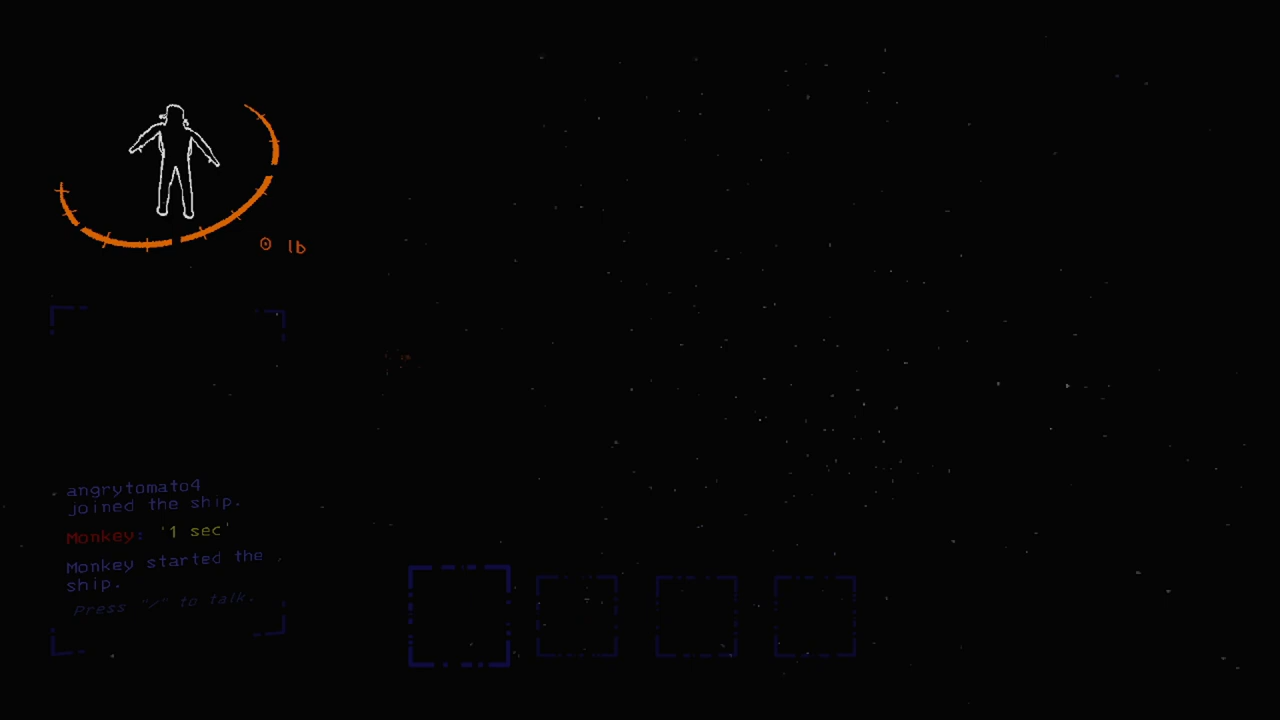 0 lb
angrytomato4
joined the ship.
Monkey: '1 sec'
Monkey started the
ship.
Press "/" to talk.